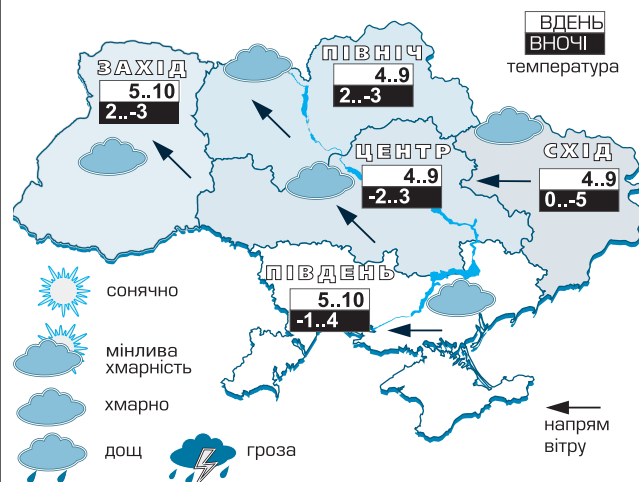 ВДЕНЬ
ВНОЧІ
температура
ЗАХІД
5..10
2..-3
ПІВНІЧ
4..9
2..-3
ЦЕНТР
4..9
-2..3
СХІД
4..9
0..-5
ПІВДЕНЬ
5..10
-1..4
сонячно
мінлива
хмарність
хмарно
дощ
гроза
напрям
вітру